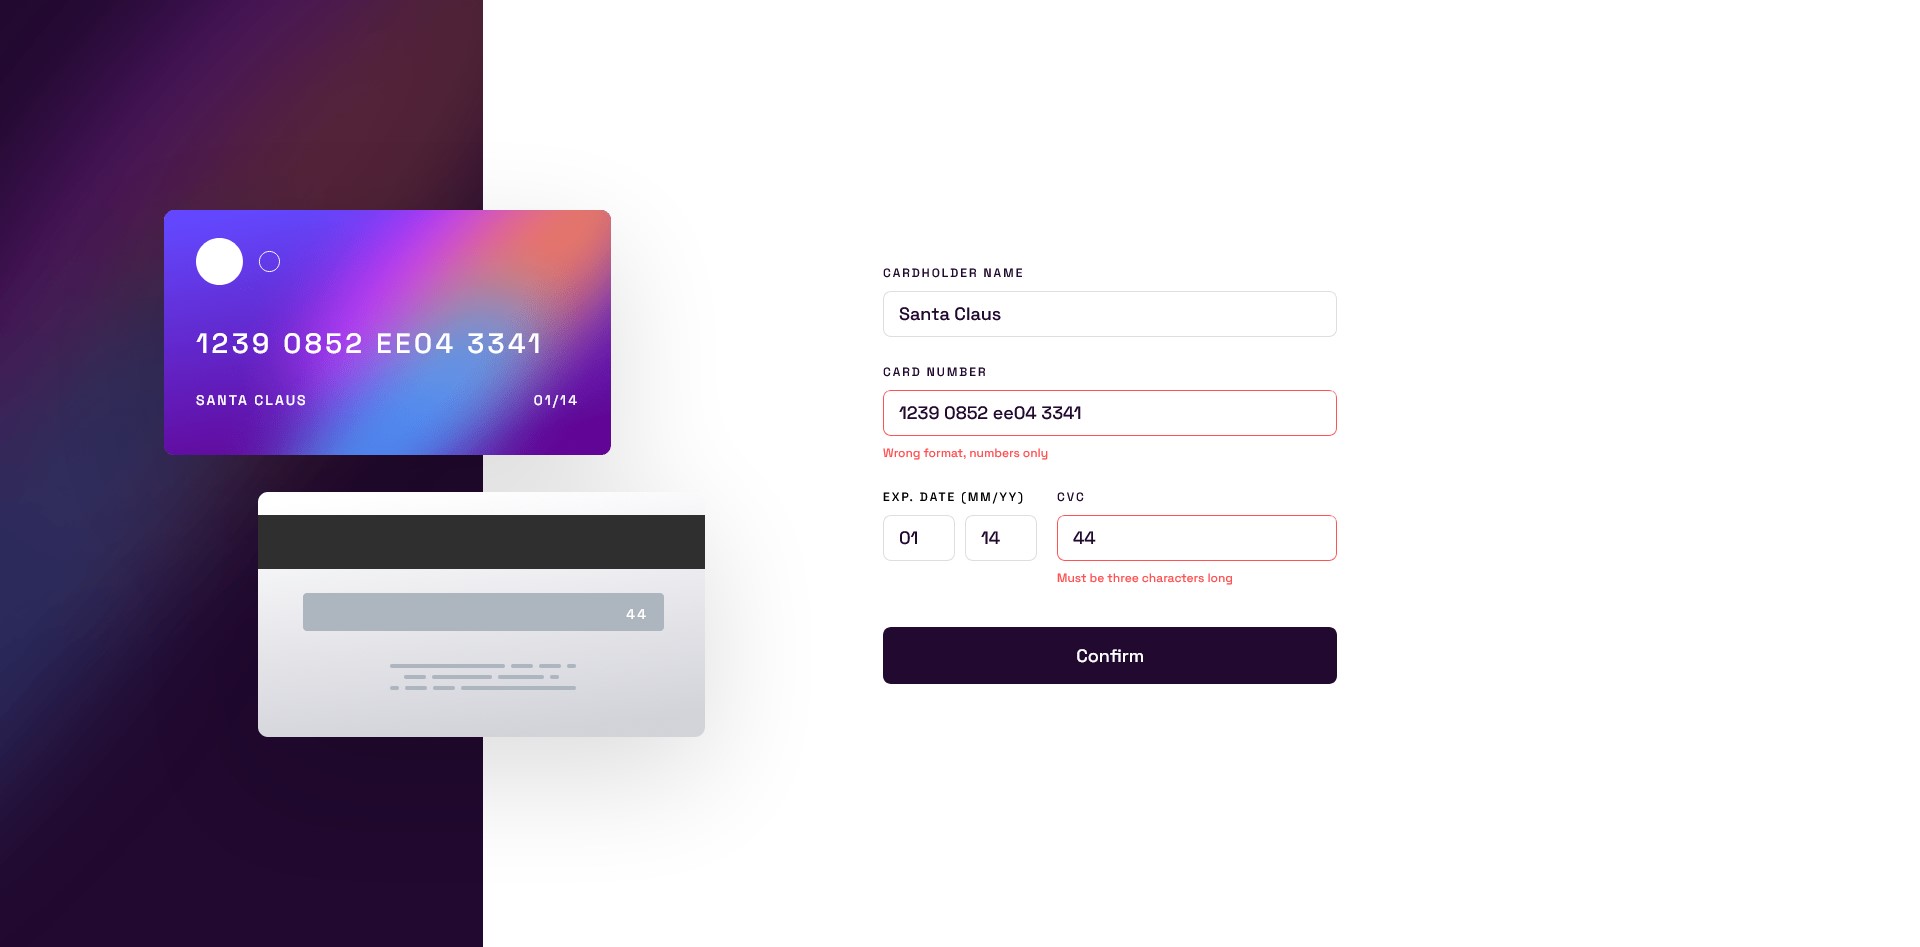 1239 0852 EE04 3341
SANTA CLAUS 01/14
44
CARDHOLDER NAME
Santa Claus
CARD NUMBER
1239 0852 ee04 3341
Wrong format, numbers only
EXP. DATE (MM/YY) CVC
01 14 44
Must be three characters long
Confirm